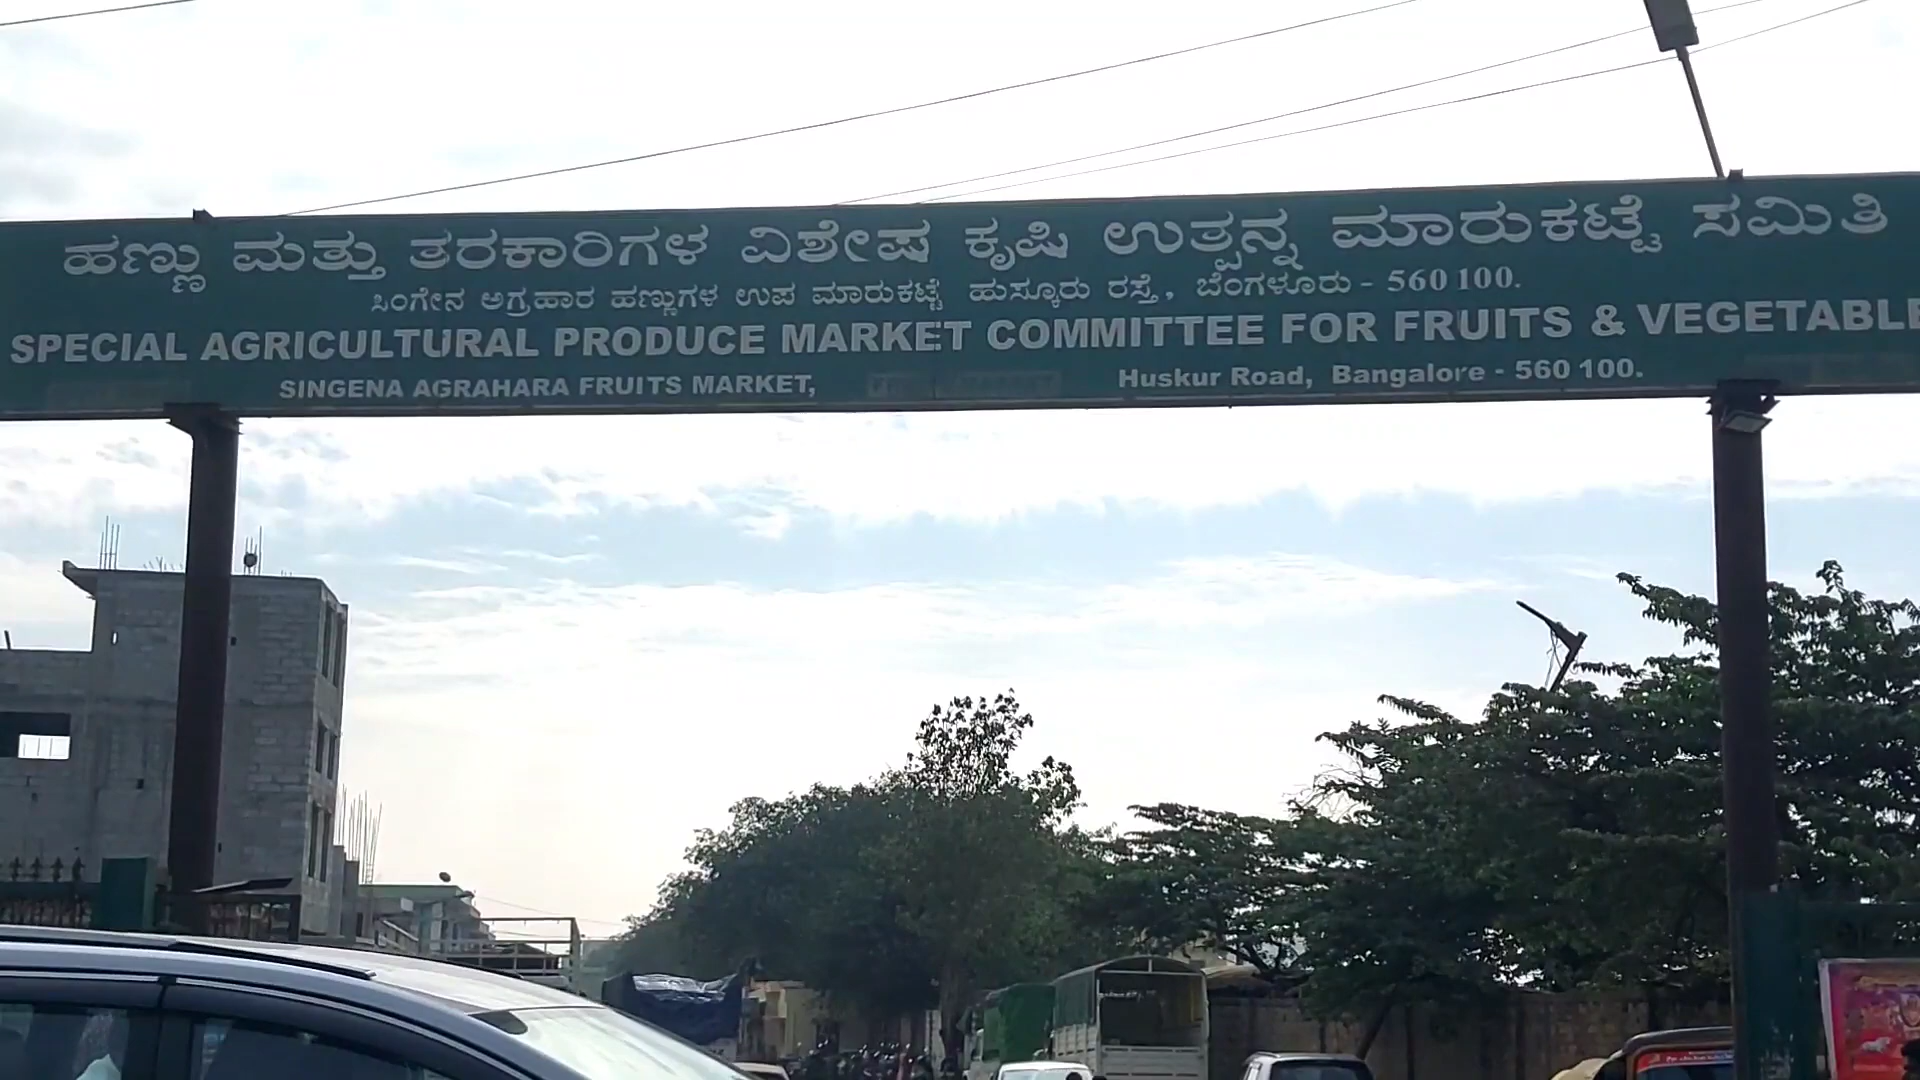 ಹಣ್ಣು ಮತ್ತು ತರಕಾರಿಗಳ ವಿಶೇಷ ಕೃಷಿ ಉತ್ಪನ್ನ ಮಾರುಕಟ್ಟೆ ಸಮಿತಿ
ಸಿಂಗೇನ ಅಗ್ರಹಾರ ಹಣ್ಣುಗಳ ಉಪ ಮಾರುಕಟ್ಟೆ ಹುಸ್ಕೂರು ರಸ್ತೆ, ಬೆಂಗಳೂರು - 560 100.
SPECIAL AGRICULTURAL PRODUCE MARKET COMMITTEE FOR FRUITS & VEGETABLE
SINGENA AGRAHARA FRUITS MARKET, Huskur Road, Bangalore - 560 100.